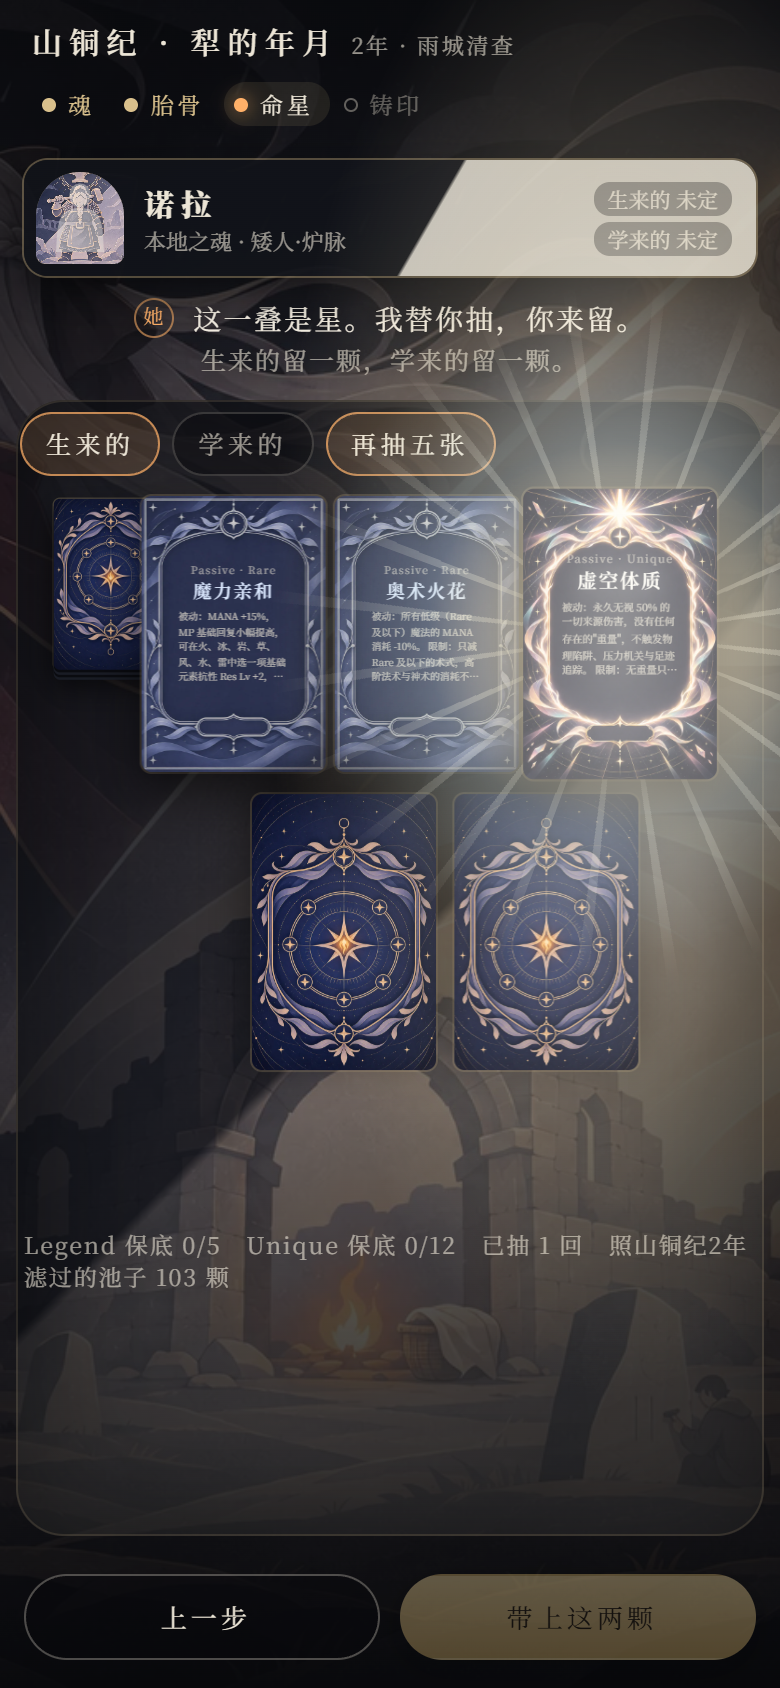 山铜纪 · 犁的年月 2年 · 雨城清查
魂 胎骨 命星 铸印
诺拉
本地之魂 · 矮人·炉脉
生来的 未定
学来的 未定
她 这一叠是星。我替你抽，你来留。
生来的留一颗，学来的留一颗。
生来的 学来的 再抽五张
Passive · Rare
魔力亲和
被动：MANA +15%，
MP 基础回复小幅提高，
可在火、冰、岩、草、
风、水、雷中选一项基础
元素抗性 Res Lv +2，…
Passive · Rare
奥术火花
被动：所有低级（Rare
及以下）魔法的 MANA
消耗 -10%。 限制：只减
Rare 及以下的术式，高
阶法术与神术的消耗不…
Passive · Unique
虚空体质
被动：永久无视 50% 的
一切来源伤害，没有任何
存在的"重量"，不触发物
理陷阱、压力机关与足迹
追踪。 限制：无重量只…
Legend 保底 0/5 Unique 保底 0/12 已抽 1 回 照山铜纪2年
滤过的池子 103 颗
上一步 带上这两颗